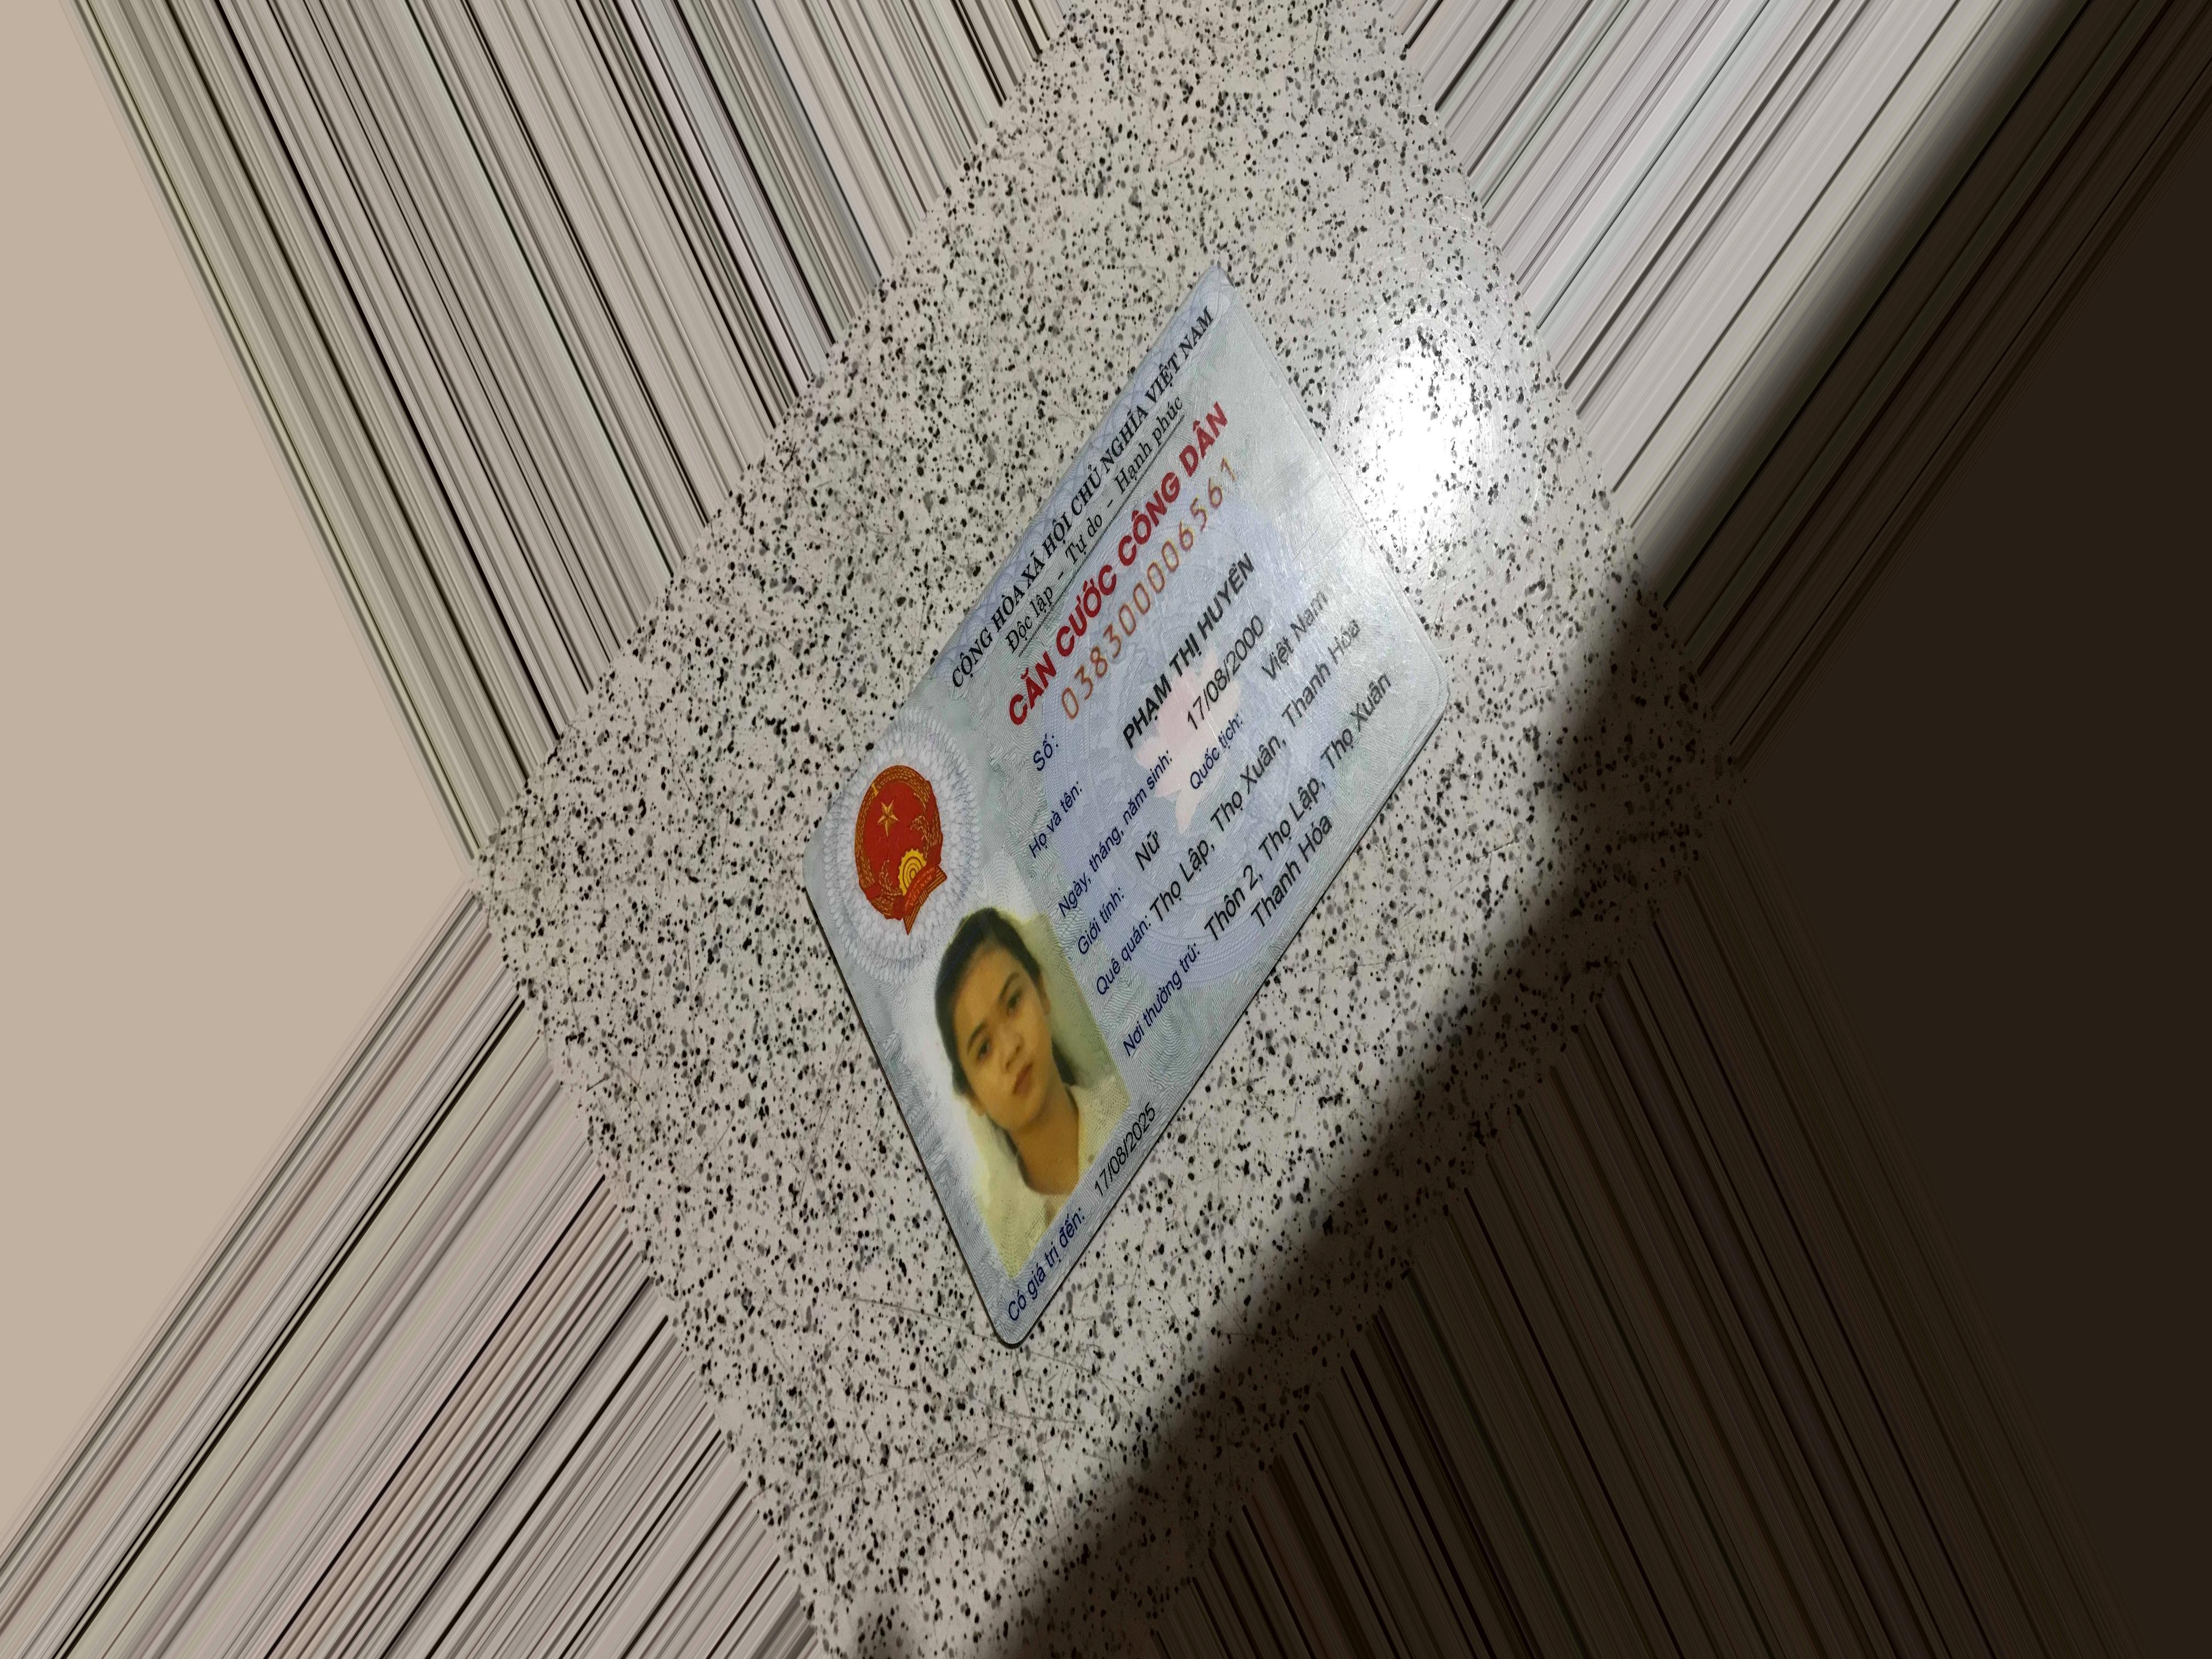 CỘNG HÒA XÃ HỘI CHỦ NGHĨA VIỆT NAM
Độc lập - Tự do - Hạnh phúc
CĂN CƯỚC CÔNG DÂN
Số: 038300006561
Họ và tên:
PHẠM THỊ HUYỀN
Ngày, tháng, năm sinh: 17/08/2000
Giới tính: Nữ Quốc tịch: Việt Nam
Quê quán: Thọ Lập, Thọ Xuân, Thanh Hóa
Nơi thường trú: Thôn 2, Thọ Lập, Thọ Xuân
Thanh Hóa
Có giá trị đến: 17/08/2025